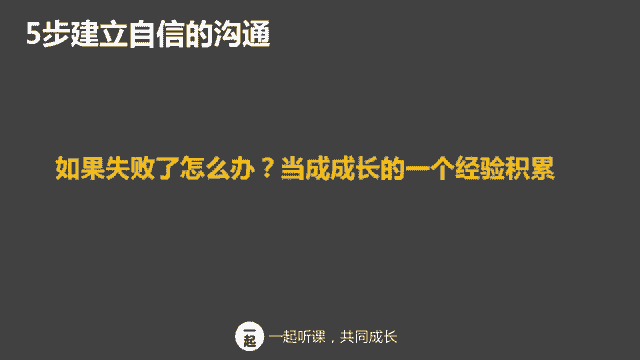 5步建立自信的沟通
如果失败了怎么办？当成成长的一个经验积累
一起
一起听课，共同成长